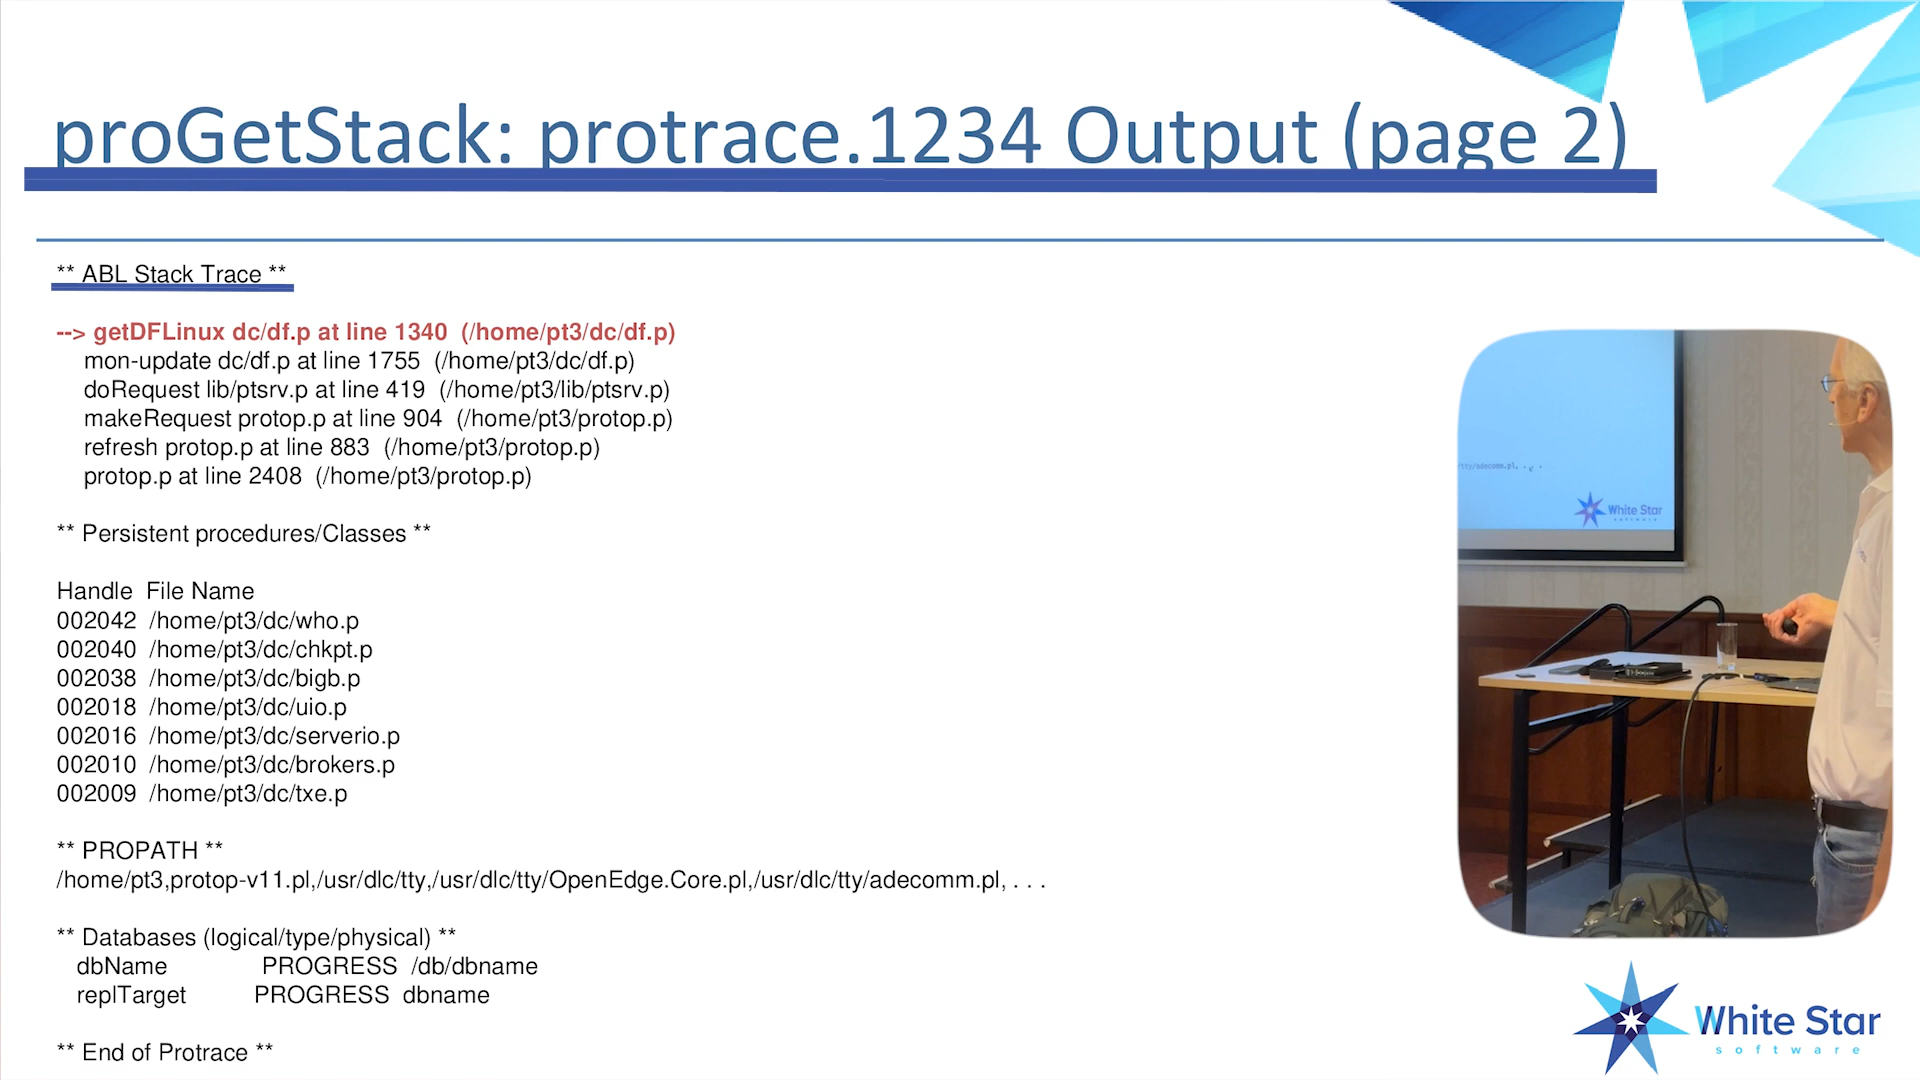 proGetStack: protrace.1234 Output (page 2)
** ABL Stack Trace **
--> getDFLinux dc/df.p at line 1340 (/home/pt3/dc/df.p)
mon-update dc/df.p at line 1755 (/home/pt3/dc/df.p)
doRequest lib/ptsrv.p at line 419 (/home/pt3/lib/ptsrv.p)
makeRequest protop.p at line 904 (/home/pt3/protop.p)
refresh protop.p at line 883 (/home/pt3/protop.p)
protop.p at line 2408 (/home/pt3/protop.p)
** Persistent procedures/Classes **
Handle File Name
002042 /home/pt3/dc/who.p
002040 /home/pt3/dc/chkpt.p
002038 /home/pt3/dc/bigb.p
002018 /home/pt3/dc/uio.p
002016 /home/pt3/dc/serverio.p
002010 /home/pt3/dc/brokers.p
002009 /home/pt3/dc/txe.p
** PROPATH **
/home/pt3,protop-v11.pl,/usr/dlc/tty,/usr/dlc/tty/OpenEdge.Core.pl,/usr/dlc/tty/adecomm.pl, . . .
** Databases (logical/type/physical) **
dbName PROGRESS /db/dbname
replTarget PROGRESS dbname
** End of Protrace **
/tty/adecomm.pl, . . .
White Star
software
White Star
software